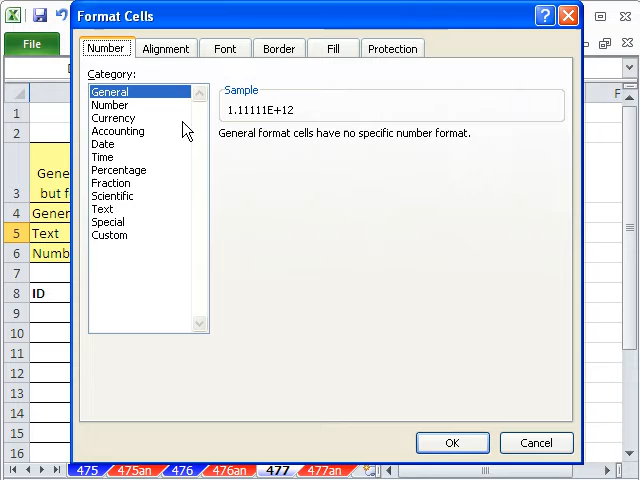 Format Cells
File
Number
Alignment
Font
Border
Fill
Protection
Category:
General
Number
Currency
Accounting
Date
Time
Percentage
Fraction
Scientific
Text
Special
Custom
Sample
1.11111E+12
General format cells have no specific number format.
OK
Cancel
F
1
2
3
but f
4
Gener
5
Text
6
Numb
7
8
ID
9
10
11
12
13
14
15
16
475
475an
476
476an
477
477an